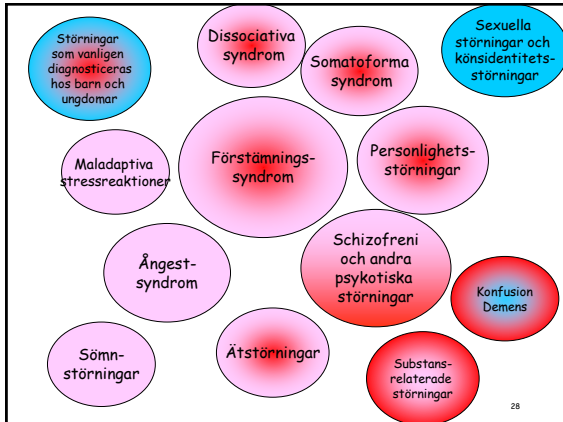 Störningar
som vanligen
diagnosticeras
hos barn och
ungdomar
Dissociativa
syndrom
Somatoforma
syndrom
Sexuella
störningar och
könsidentitets-
störningar
Maladaptiva
stressreaktioner
Förstämnings-
syndrom
Personlighets-
störningar
Ångest-
syndrom
Schizofreni
och andra
psykotiska
störningar
Konfusion
Demens
Sömn-
störningar
Ätstörningar
Substans-
relaterade
störningar
28